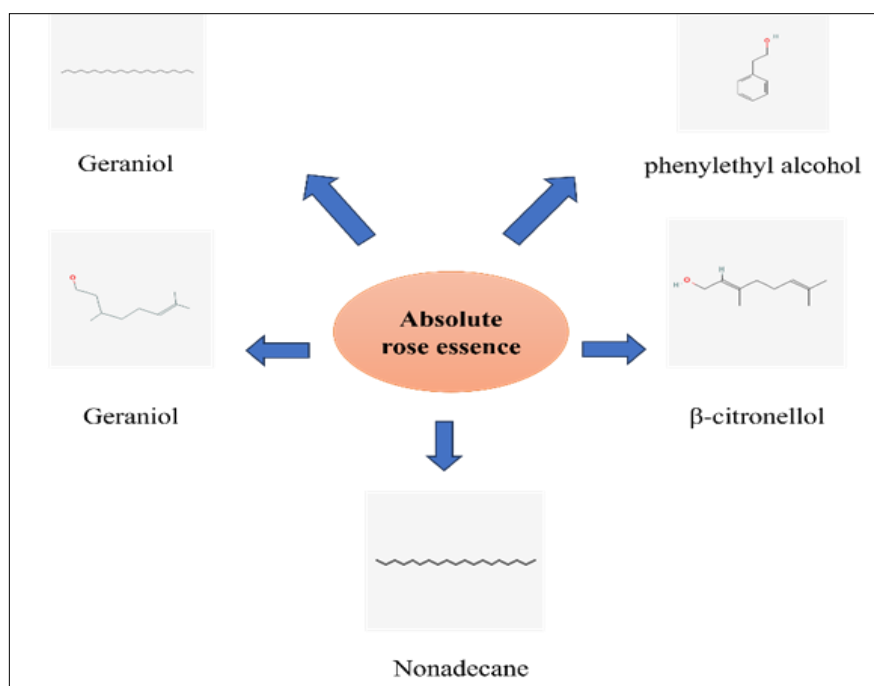 H
O
Geraniol
phenylethyl alcohol
O
H
O
H
Absolute
rose essence
Geraniol
β-citronellol
Nonadecane